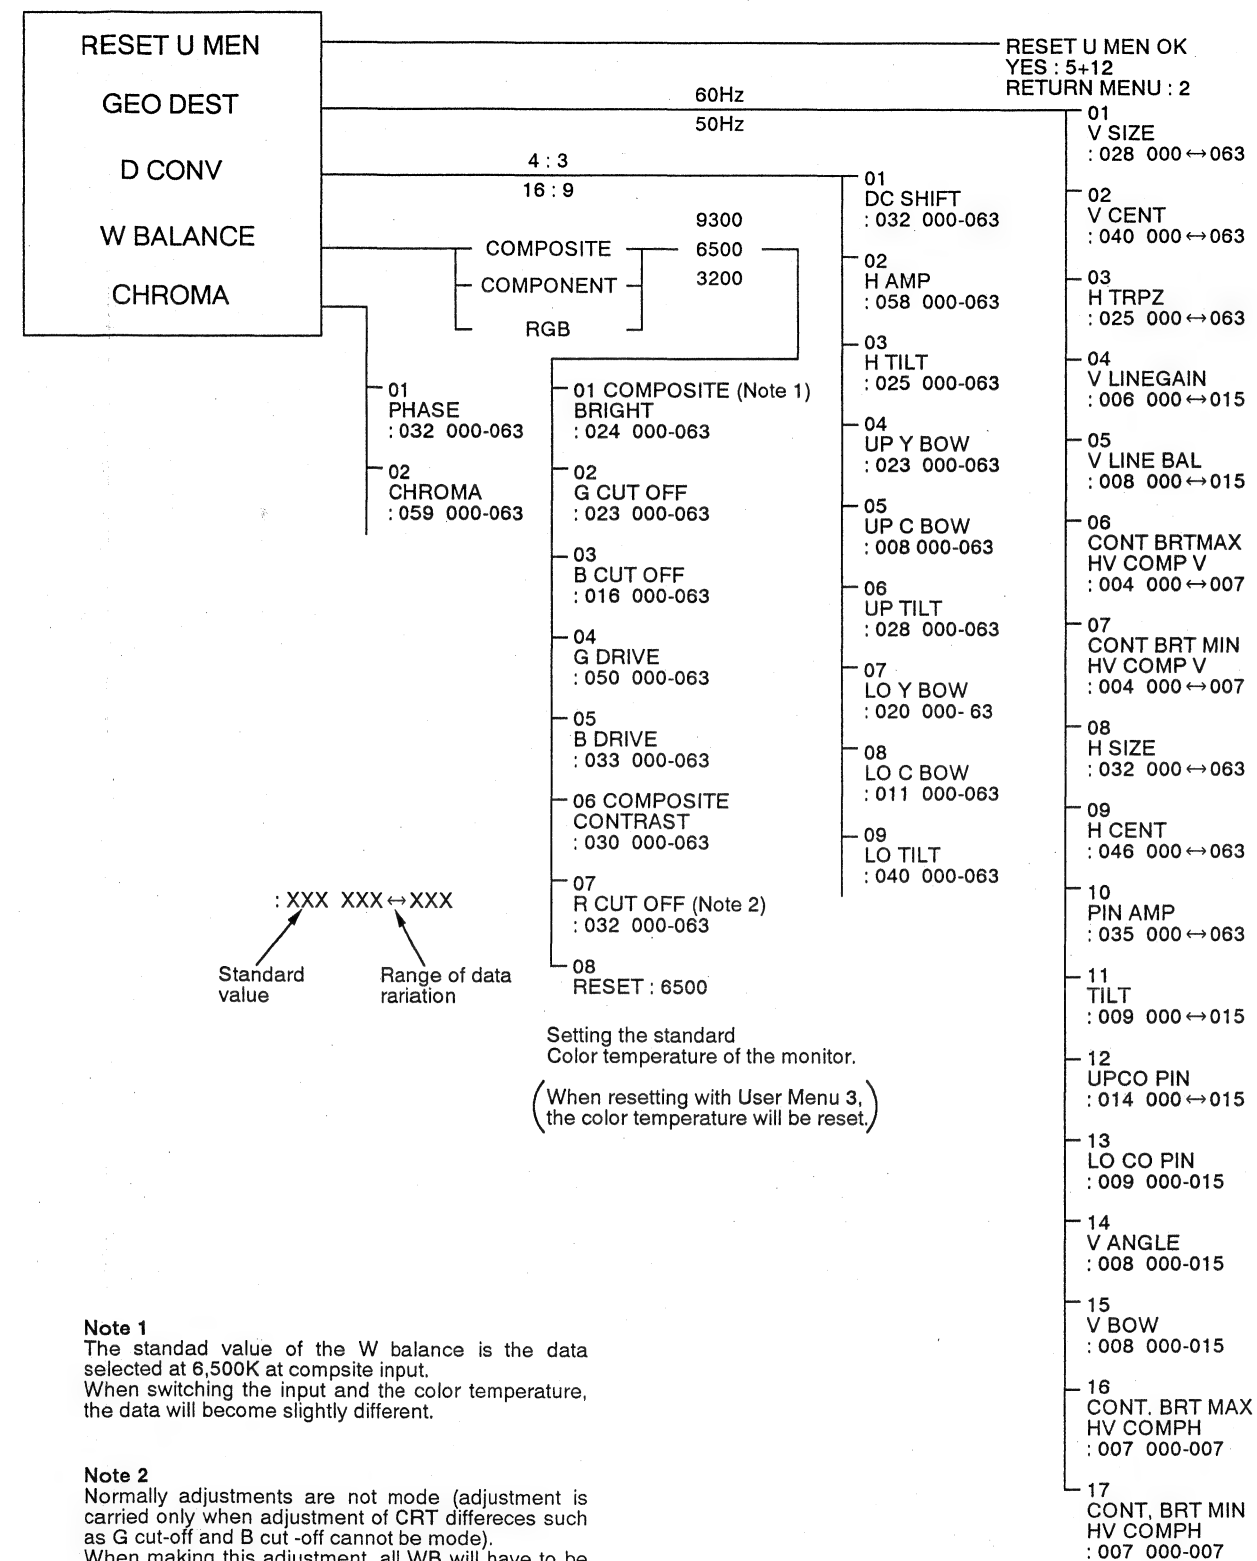 RESET U MEN
GEO DEST
D CONV
W BALANCE
CHROMA
RESET U MEN OK
YES : 5+12
RETURN MENU : 2
60Hz
50Hz
4 : 3
16 : 9
COMPOSITE
COMPONENT
RGB
9300
6500
3200
01
PHASE
: 032 000-063
02
CHROMA
: 059 000-063
01 COMPOSITE (Note 1)
BRIGHT
: 024 000-063
02
G CUT OFF
: 023 000-063
03
B CUT OFF
: 016 000-063
04
G DRIVE
: 050 000-063
05
B DRIVE
: 033 000-063
06 COMPOSITE
CONTRAST
: 030 000-063
07
R CUT OFF (Note 2)
: 032 000-063
08
RESET : 6500
Setting the standard
Color temperature of the monitor.
(When resetting with User Menu 3,
the color temperature will be reset.)
01
DC SHIFT
: 032 000-063
02
H AMP
: 058 000-063
03
H TILT
: 025 000-063
04
UP Y BOW
: 023 000-063
05
UP C BOW
: 008 000-063
06
UP TILT
: 028 000-063
07
LO Y BOW
: 020 000- 63
08
LO C BOW
: 011 000-063
09
LO TILT
: 040 000-063
01
V SIZE
: 028 000↔063
02
V CENT
: 040 000↔063
03
H TRPZ
: 025 000↔063
04
V LINEGAIN
: 006 000↔015
05
V LINE BAL
: 008 000↔015
06
CONT BRTMAX
HV COMP V
: 004 000↔007
07
CONT BRT MIN
HV COMP V
: 004 000↔007
08
H SIZE
: 032 000↔063
09
H CENT
: 046 000↔063
10
PIN AMP
: 035 000↔063
11
TILT
: 009 000↔015
12
UPCO PIN
: 014 000↔015
13
LO CO PIN
: 009 000-015
14
V ANGLE
: 008 000-015
15
V BOW
: 008 000-015
16
CONT. BRT MAX
HV COMPH
: 007 000-007
17
CONT, BRT MIN
HV COMPH
: 007 000-007
: XXX XXX↔XXX
Standard
value
Range of data
rariation
Note 1
The standad value of the W balance is the data
selected at 6,500K at compsite input.
When switching the input and the color temperature,
the data will become slightly different.
Note 2
Normally adjustments are not mode (adjustment is
carried only when adjustment of CRT differeces such
as G cut-off and B cut -off cannot be mode).
When making this adjustment, all WB will have to be